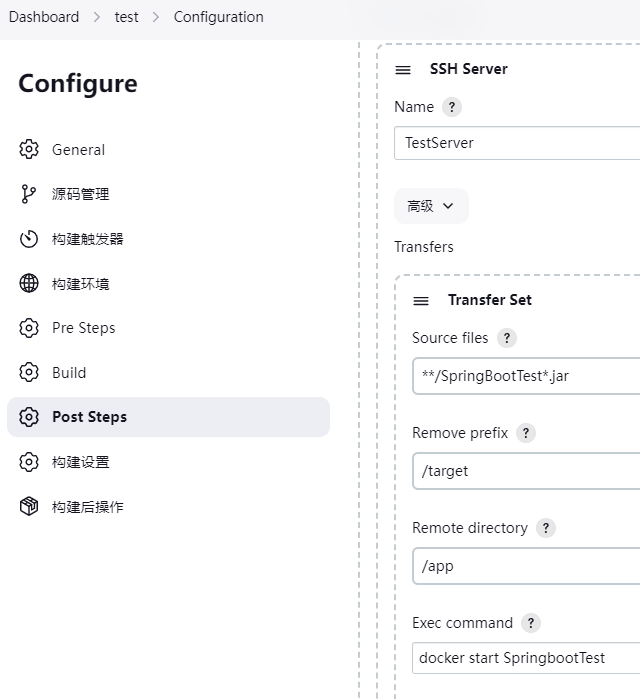 Dashboard > test > Configuration
Configure
General
源码管理
构建触发器
构建环境
Pre Steps
Build
Post Steps
构建设置
构建后操作
SSH Server
Name ?
TestServer
高级
Transfers
Transfer Set
Source files ?
**/SpringBootTest*.jar
Remove prefix ?
/target
Remote directory ?
/app
Exec command ?
docker start SpringbootTest